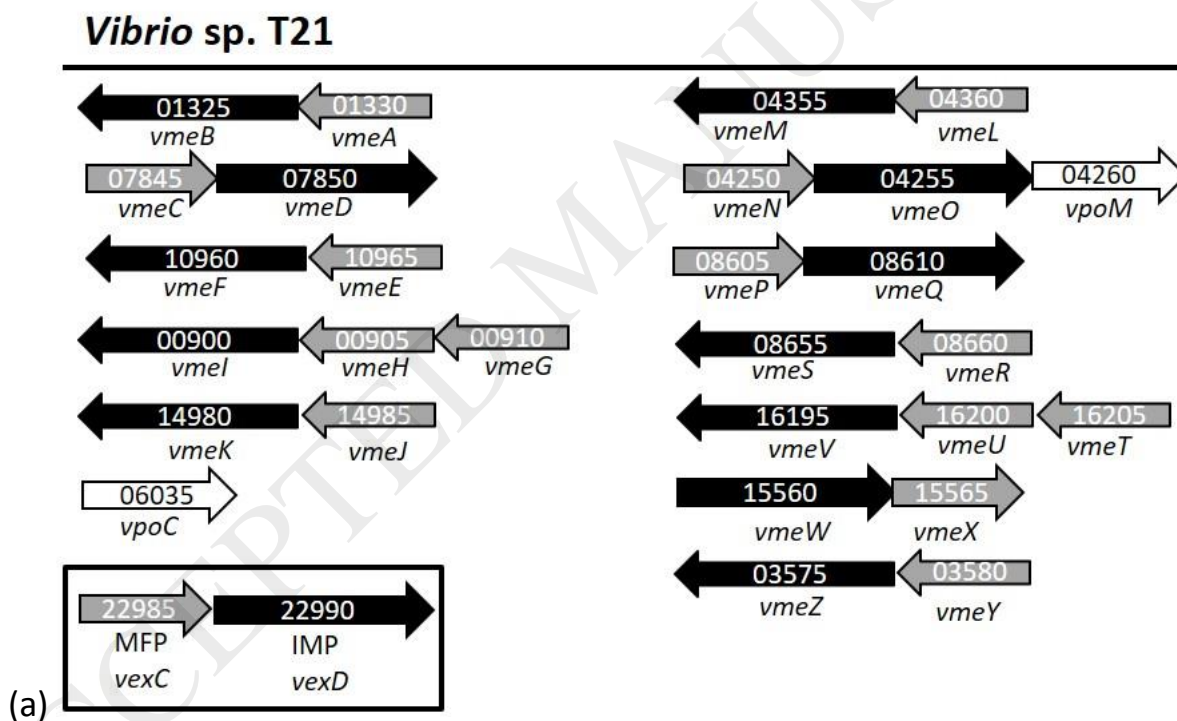 Vibrio sp. T21
01325 01330
vmeB vmeA
07845 07850
vmeC vmeD
10960 10965
vmeF vmeE
00900 00905 00910
vmeI vmeH vmeG
14980 14985
vmeK vmeJ
06035
vpoC
22985 22990
MFP IMP
vexC vexD
(a)
04355 04360
vmeM vmeL
04250 04255 04260
vmeN vmeO vpoM
08605 08610
vmeP vmeQ
08655 08660
vmeS vmeR
16195 16200 16205
vmeV vmeU vmeT
15560 15565
vmeW vmeX
03575 03580
vmeZ vmeY
CCEPTED MANUS